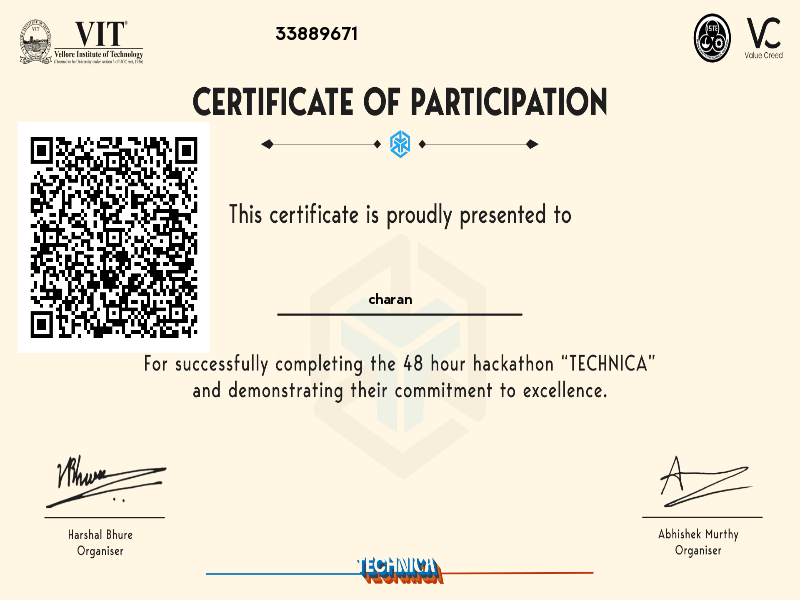 VIT
Vellore Institute of Technology
33889671
ISTE
VC
Value Creed
CERTIFICATE OF PARTICIPATION
This certificate is proudly presented to
charan
For successfully completing the 48 hour hackathon “TECHNICA”
and demonstrating their commitment to excellence.
Harshal Bhure
Organiser
Abhishek Murthy
Organiser
TECHNICA